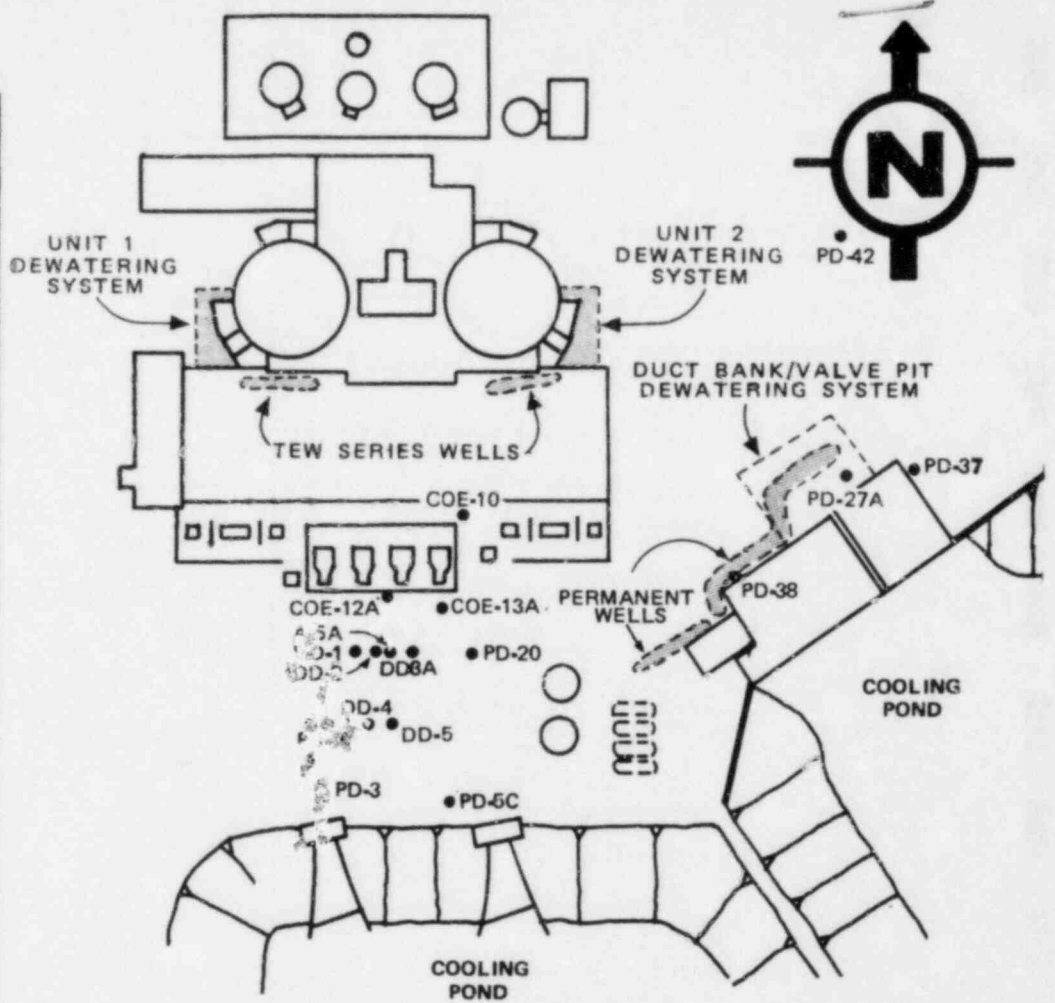 N
UNIT 1
DEWATERING
SYSTEM
UNIT 2
DEWATERING
SYSTEM
PD-42
DUCT BANK/VALVE PIT
DEWATERING SYSTEM
TEW SERIES WELLS
PD-37
PD-27A
COE-10
PERMANENT
WELLS
PD-38
COE-12A
COE-13A
DD3A
PD-20
DD-4
DD-5
COOLING
POND
PD-3
PD-5C
COOLING
POND